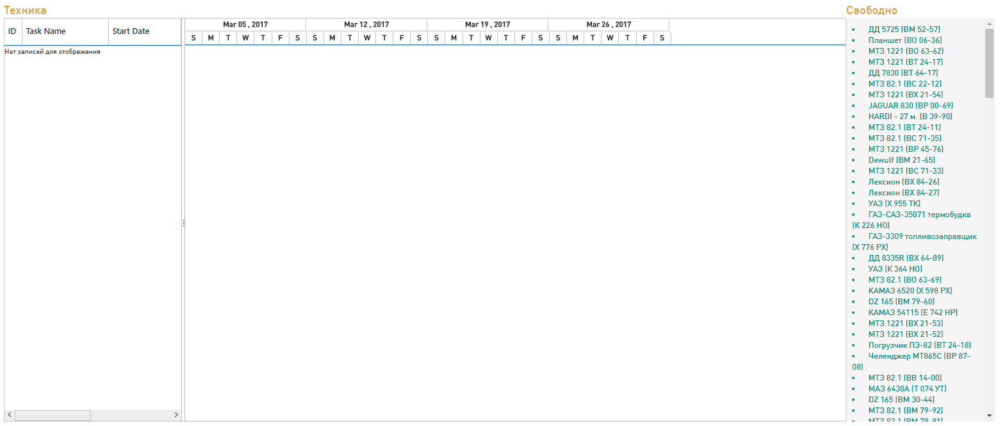 Техника
Свободно
ID Task Name Start Date
Mar 05 , 2017 Mar 12 , 2017 Mar 19 , 2017 Mar 26 , 2017
S M T W T F S S M T W T F S S M T W T F S S M T W T F S
Нет записей для отображения
ДД 5725 (ВМ 52-57)
Планшет (ВО 06-36)
МТЗ 1221 (ВО 63-62)
МТЗ 1221 (ВТ 24-17)
ДД 7830 (ВТ 64-17)
МТЗ 82.1 (ВС 22-12)
МТЗ 1221 (ВХ 21-54)
JAGUAR 830 (ВР 00-69)
HARDI - 27 м. (В 39-90)
МТЗ 82.1 (ВТ 24-11)
МТЗ 82.1 (ВС 71-35)
МТЗ 1221 (ВР 45-76)
Dewulf (ВМ 21-65)
МТЗ 1221 (ВС 71-33)
Лексион (ВХ 84-26)
Лексион (ВХ 84-27)
УАЗ (Х 955 ТК)
ГАЗ-САЗ-35071 термобудка
(К 226 НО)
ГАЗ-3309 топливозаправщик
(Х 776 РХ)
ДД 8335R (ВХ 64-89)
УАЗ (К 364 НО)
МТЗ 82.1 (ВО 63-69)
КАМАЗ 6520 (Х 598 РХ)
DZ 165 (ВМ 79-60)
КАМАЗ 54115 (Е 742 НР)
МТЗ 1221 (ВХ 21-53)
МТЗ 1221 (ВХ 21-52)
Погрузчик ПЭ-82 (ВТ 24-18)
Челенджер МТ865С (ВР 87-
08)
МТЗ 82.1 (ВВ 14-00)
МАЗ 6430А (Т 074 УТ)
DZ 165 (ВМ 30-44)
МТЗ 82.1 (ВМ 79-92)
МТЗ 82.1 (ВМ 79-91)